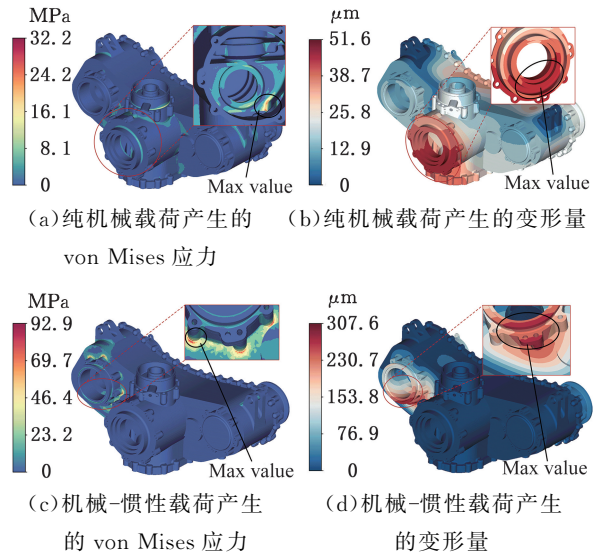 MPa
32.2
24.2
16.1
8.1
0
Max value
μm
51.6
38.7
25.8
12.9
0
Max value
(a)纯机械载荷产生的
von Mises 应力
(b)纯机械载荷产生的变形量
MPa
92.9
69.7
46.4
23.2
0
Max value
μm
307.6
230.7
153.8
76.9
0
Max value
(c)机械-惯性载荷产生
的 von Mises 应力
(d)机械-惯性载荷产生
的变形量